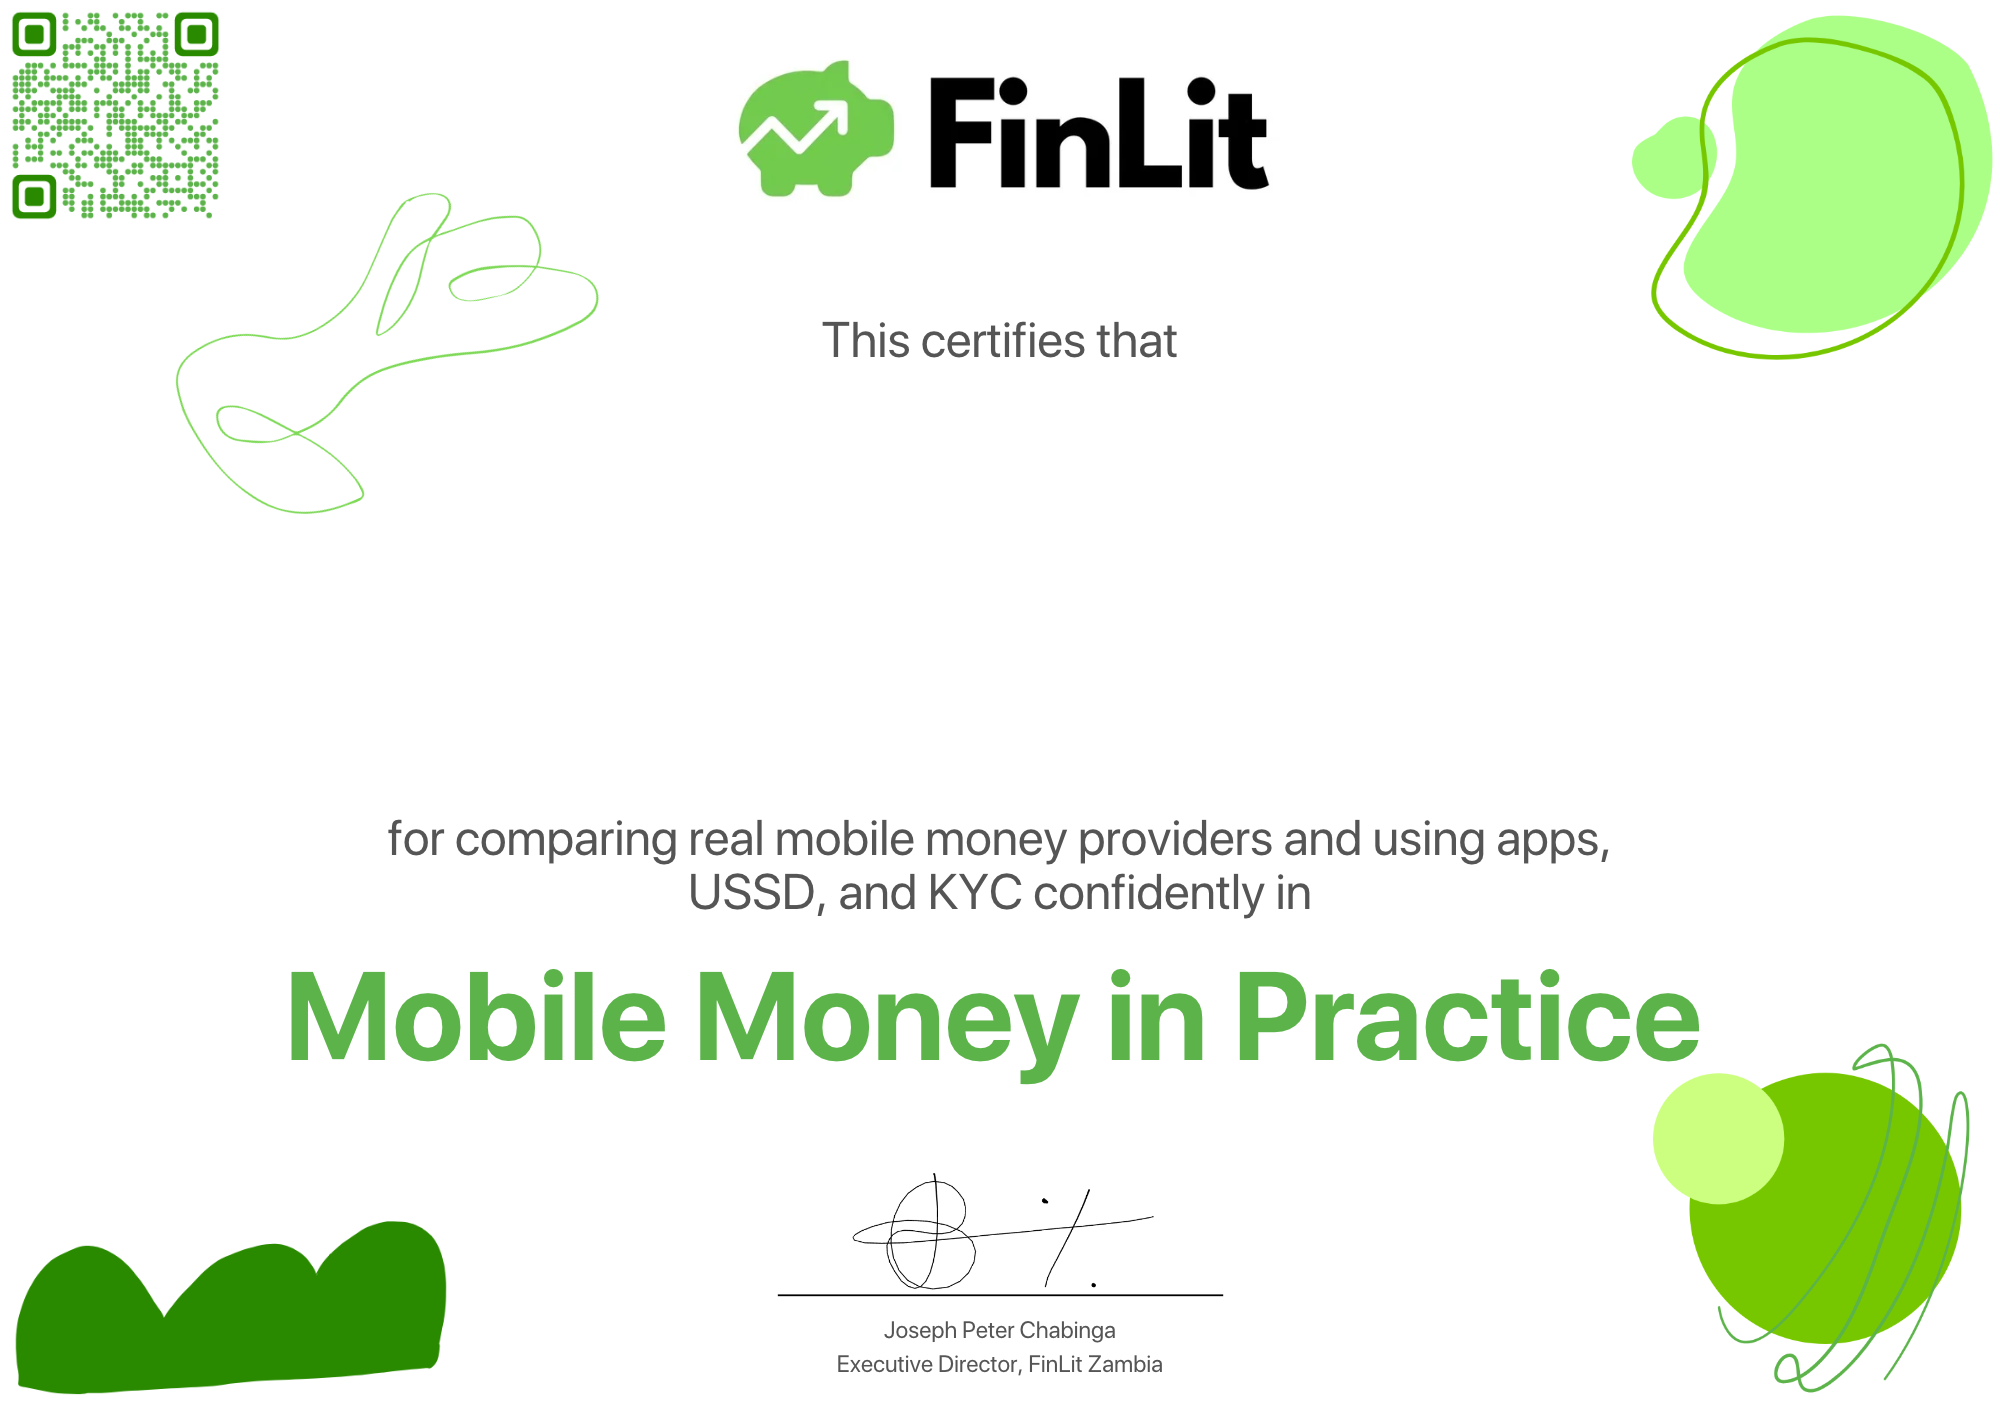 FinLit
This certifies that
for comparing real mobile money providers and using apps,
USSD, and KYC confidently in
Mobile Money in Practice
Joseph Peter Chabinga
Executive Director, FinLit Zambia